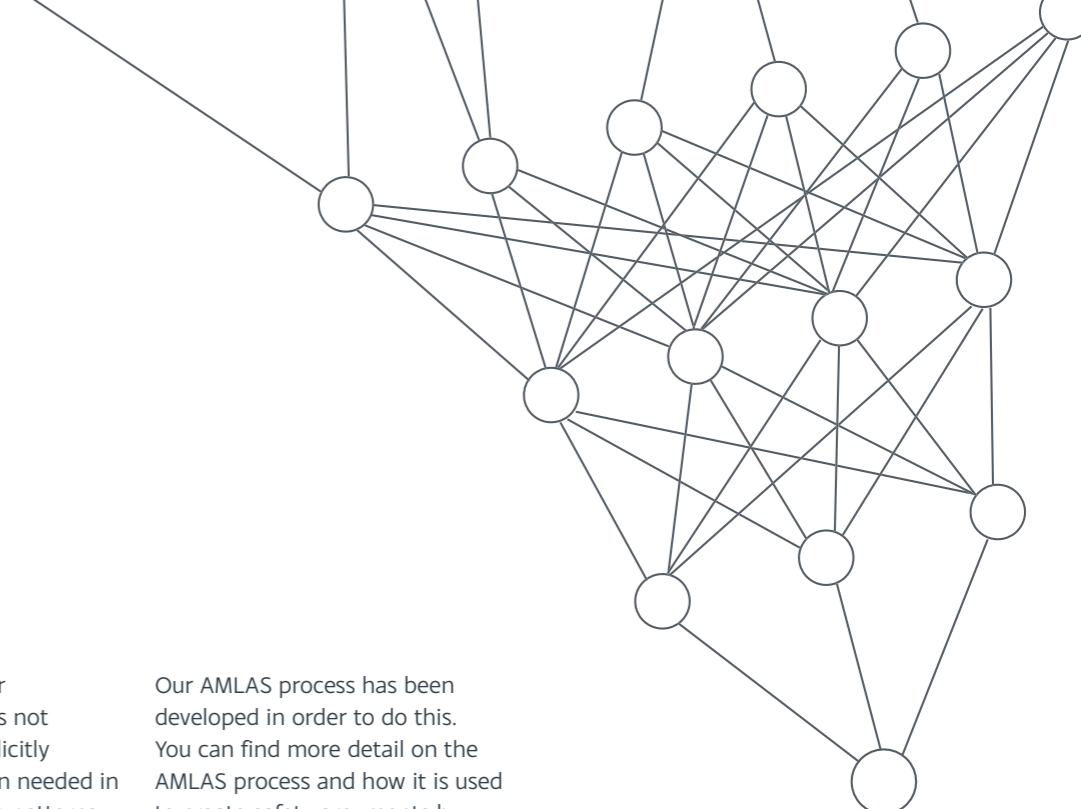 r
s not
licitly
n needed in
Our AMLAS process has been
developed in order to do this.
You can find more detail on the
AMLAS process and how it is used